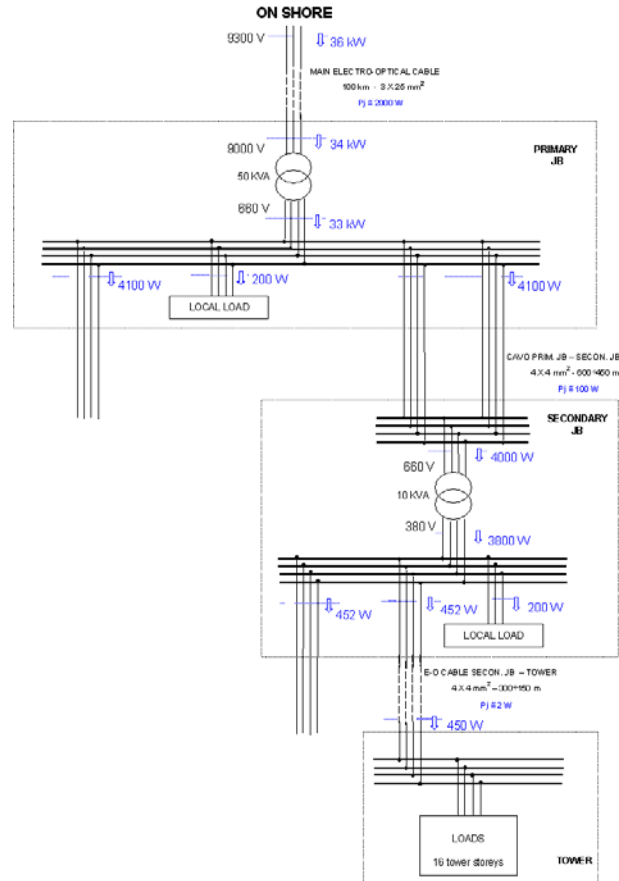 ON SHORE
9300 V
36 kW
MAIN ELECTRO-OPTICAL CABLE
100 km - 3 X 25 mm²
Pj # 2000 W
9000 V
34 kW
PRIMARY
JB
50 kVA
660 V
33 kW
4100 W
200 W
4100 W
LOCAL LOAD
CAVO PRIM. JB – SECON. JB
4 X 4 mm² - 600÷450 m
Pj # 100 W
SECONDARY
JB
660 V
4000 W
10 kVA
380 V
3800 W
452 W
452 W
200 W
LOCAL LOAD
E-O CABLE SECON. JB – TOWER
4 X 4 mm² – 300÷150 m
Pj # 2 W
450 W
LOADS
16 tower storeys
TOWER